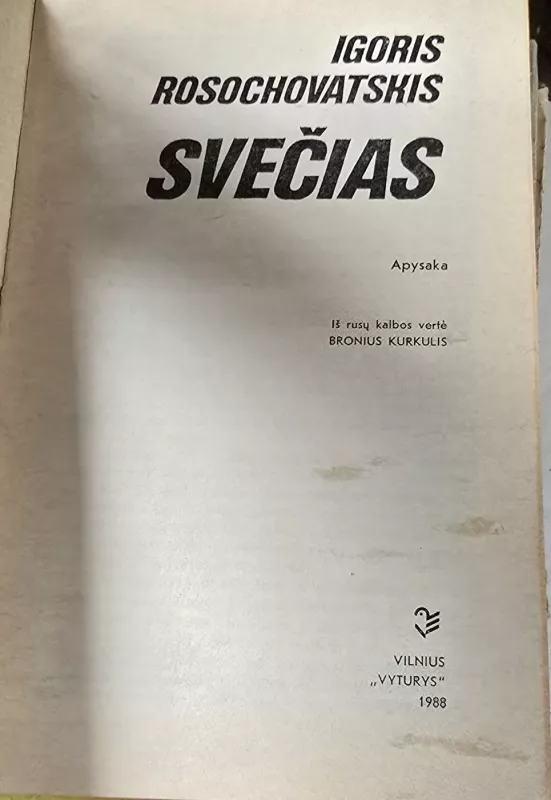 IGORIS
ROSOCHOVATSKIS
SVEČIAS
Apysaka
Iš rusų kalbos vertė
BRONIUS KURKULIS
VILNIUS
„VYTURYS“
1988